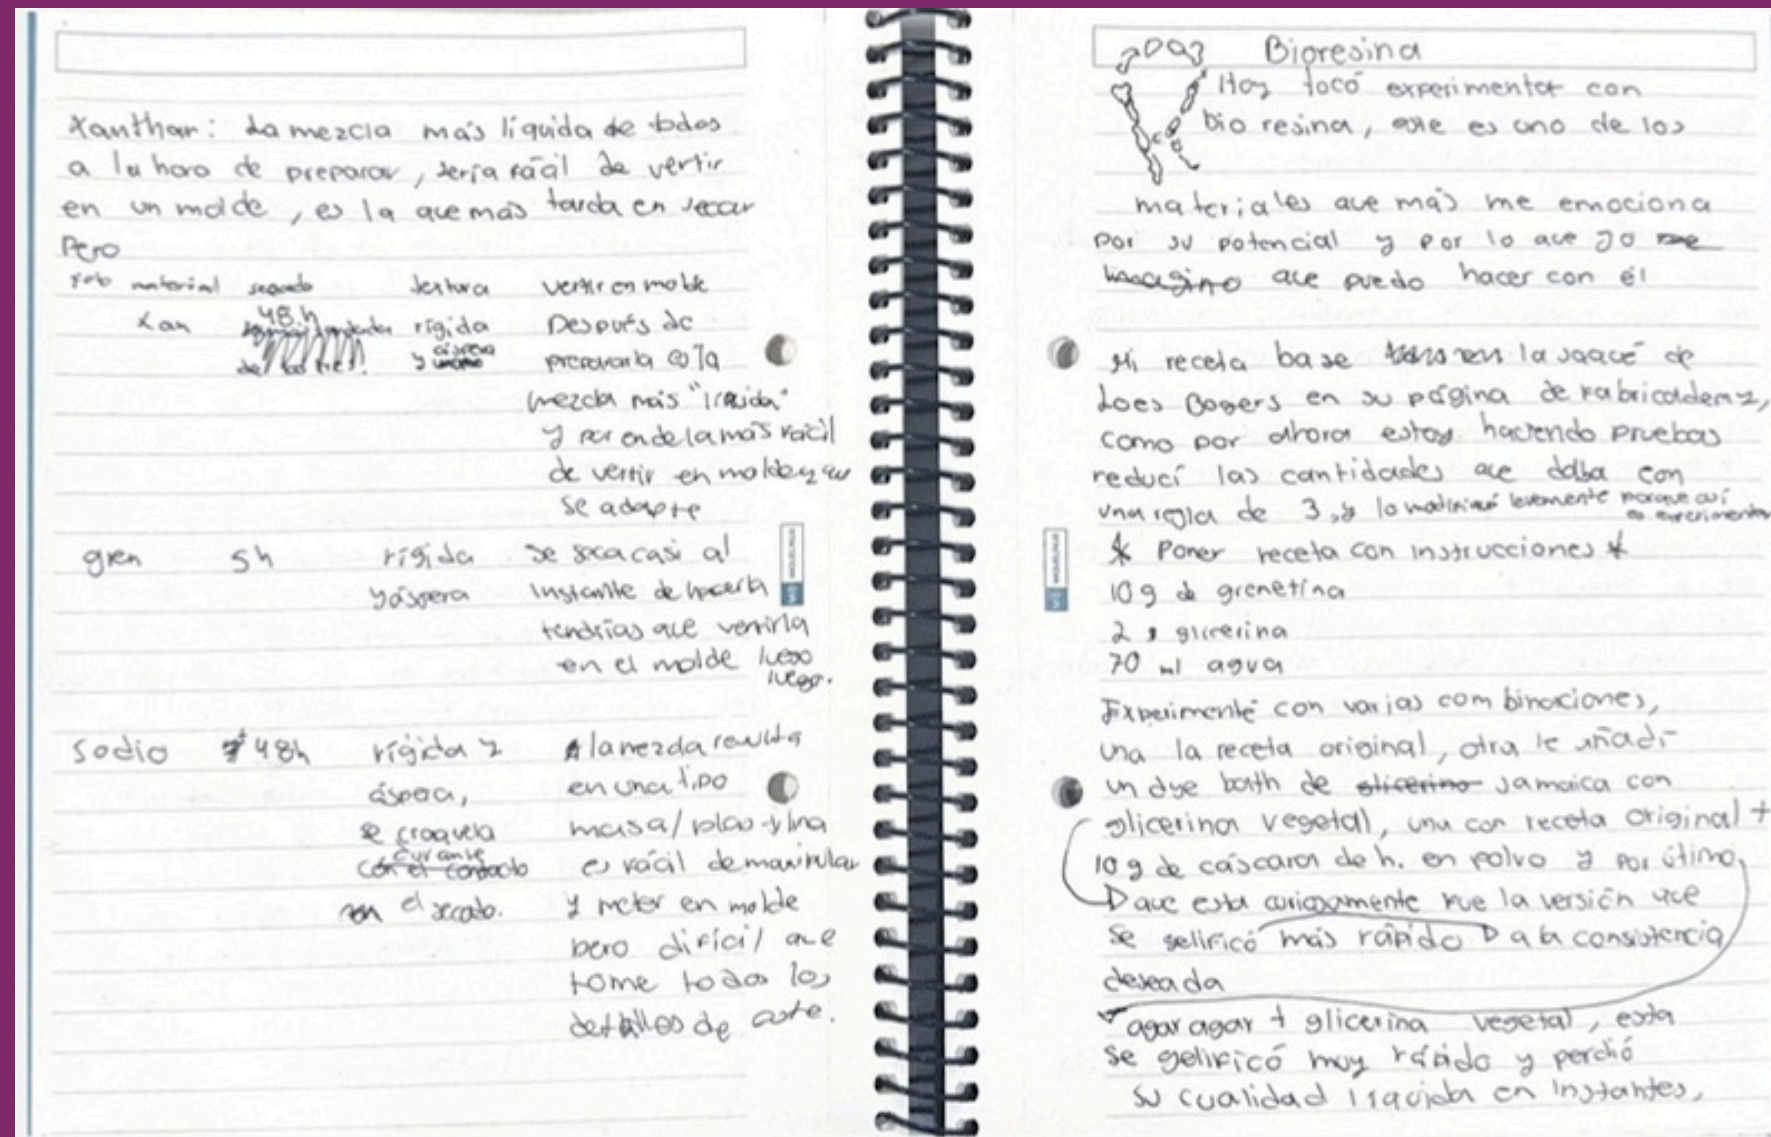 Xanthan: La mezcla más líquida de todas
a la hora de preparar, sería fácil de vertir
en un molde, es la que más tarda en secar
Pero
material secado textura vertir en molde
Xan 48 h rígida Después de
y áspera prepararla es la
mezcla más "líquida"
y por ende la más fácil
de vertir en molde y que
se adapte
gren 5h rígida se seca casi al
y áspera instante de hacerla
tendrías que vertirla
en el molde luego
luego.
Sodio 48h rígida y la mezcla resulta
áspera, en una tipo
se craquela masa/plastilina
durante es fácil de manipular
el secado. y meter en molde
pero difícil que
tome todos los
detalles de este.
Bioresina
Hoy tocó experimentar con
bio resina, este es uno de los
materiales que más me emociona
por su potencial y por lo que yo me
imagino que puedo hacer con él
Mi receta base la saqué de
Loes Bogers en su página de Fabricademy,
como por ahora estoy haciendo pruebas
reducí las cantidades que daba con
una regla de 3, y lo modifiqué levemente porque así
es experimentar
* Poner receta con instrucciones *
10 g de grenetina
2 glicerina
70 ml agua
Experimenté con varias combinaciones,
una la receta original, otra le añadí
un dye bath de glicerina Jamaica con
glicerina vegetal, una con receta original +
10 g de cáscara de h. en polvo y por útimo,
que esta curiosamente fue la versión que
se gelificó más rápido a la consistencia
deseada
agar agar + glicerina vegetal, esta
se gelificó muy rápido y perdió
su cualidad líquida en instantes,